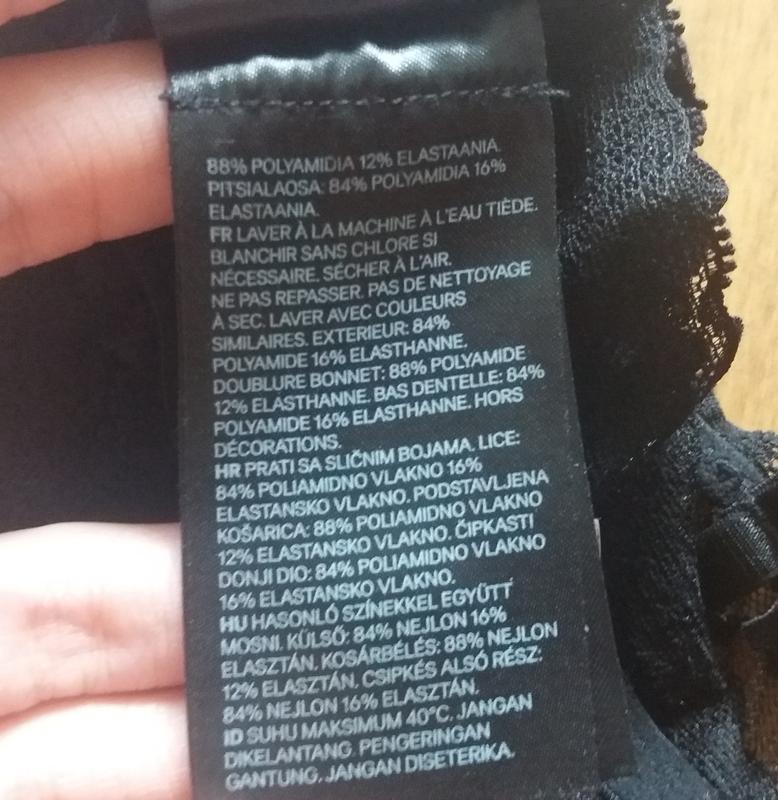 88% POLYAMIDIA 12% ELASTAANIA.
PITSIALAOSA: 84% POLYAMIDIA 16%
ELASTAANIA.
FR LAVER À LA MACHINE À L'EAU TIÈDE.
BLANCHIR SANS CHLORE SI
NÉCESSAIRE. SÉCHER À L'AIR.
NE PAS REPASSER. PAS DE NETTOYAGE
À SEC. LAVER AVEC COULEURS
SIMILAIRES. EXTERIEUR: 84%
POLYAMIDE 16% ELASTHANNE.
DOUBLURE BONNET: 88% POLYAMIDE
12% ELASTHANNE. BAS DENTELLE: 84%
POLYAMIDE 16% ELASTHANNE. HORS
DÉCORATIONS.
HR PRATI SA SLIČNIM BOJAMA. LICE:
84% POLIAMIDNO VLAKNO 16%
ELASTANSKO VLAKNO. PODSTAVLJENA
KOŠARICA: 88% POLIAMIDNO VLAKNO
12% ELASTANSKO VLAKNO. ČIPKASTI
DONJI DIO: 84% POLIAMIDNO VLAKNO
16% ELASTANSKO VLAKNO.
HU HASONLÓ SZÍNEKKEL EGYÜTT
MOSNI. KÜLSŐ: 84% NEJLON 16%
ELASZTÁN. KOSÁRBÉLÉS: 88% NEJLON
12% ELASZTÁN. CSIPKÉS ALSÓ RÉSZ:
84% NEJLON 16% ELASZTÁN.
ID SUHU MAKSIMUM 40°C. JANGAN
DIKELANTANG. PENGERINGAN
GANTUNG. JANGAN DISETERIKA.